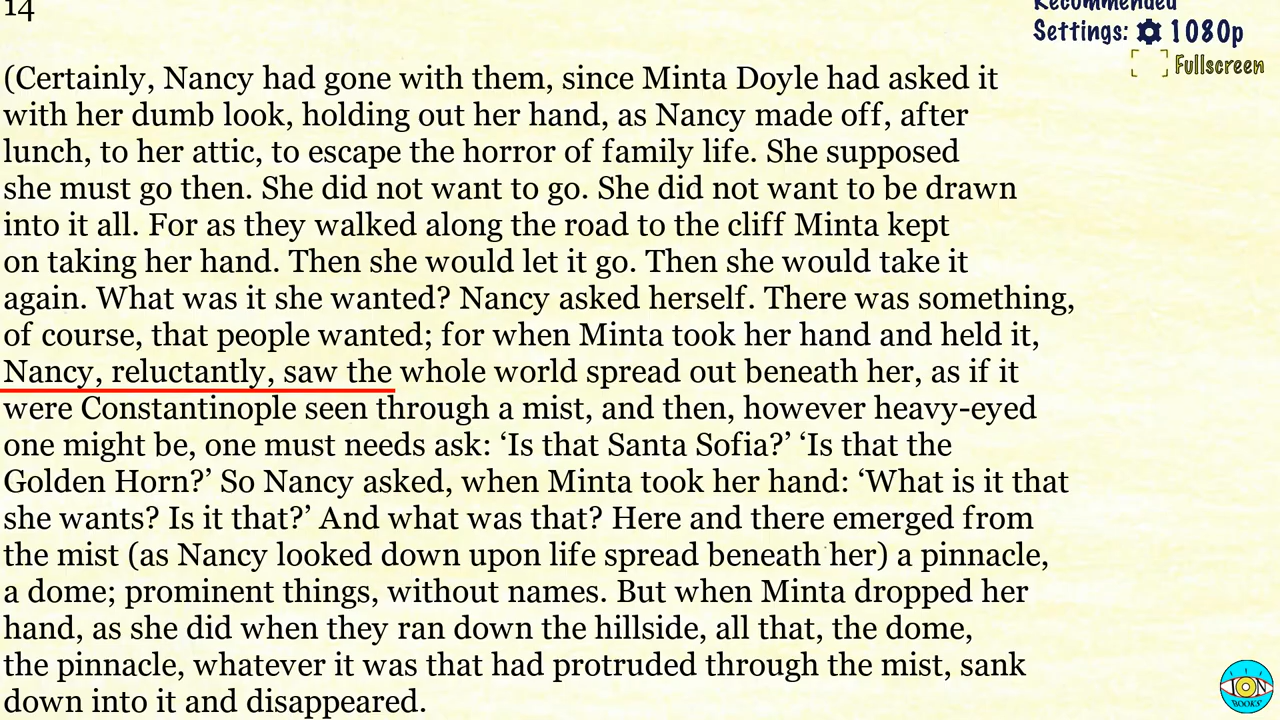 14
Recommended
Settings: 1080p
Fullscreen
(Certainly, Nancy had gone with them, since Minta Doyle had asked it
with her dumb look, holding out her hand, as Nancy made off, after
lunch, to her attic, to escape the horror of family life. She supposed
she must go then. She did not want to go. She did not want to be drawn
into it all. For as they walked along the road to the cliff Minta kept
on taking her hand. Then she would let it go. Then she would take it
again. What was it she wanted? Nancy asked herself. There was something,
of course, that people wanted; for when Minta took her hand and held it,
Nancy, reluctantly, saw the whole world spread out beneath her, as if it
were Constantinople seen through a mist, and then, however heavy-eyed
one might be, one must needs ask: ‘Is that Santa Sofia?’ ‘Is that the
Golden Horn?’ So Nancy asked, when Minta took her hand: ‘What is it that
she wants? Is it that?’ And what was that? Here and there emerged from
the mist (as Nancy looked down upon life spread beneath her) a pinnacle,
a dome; prominent things, without names. But when Minta dropped her
hand, as she did when they ran down the hillside, all that, the dome,
the pinnacle, whatever it was that had protruded through the mist, sank
down into it and disappeared.
ION
BOOKS